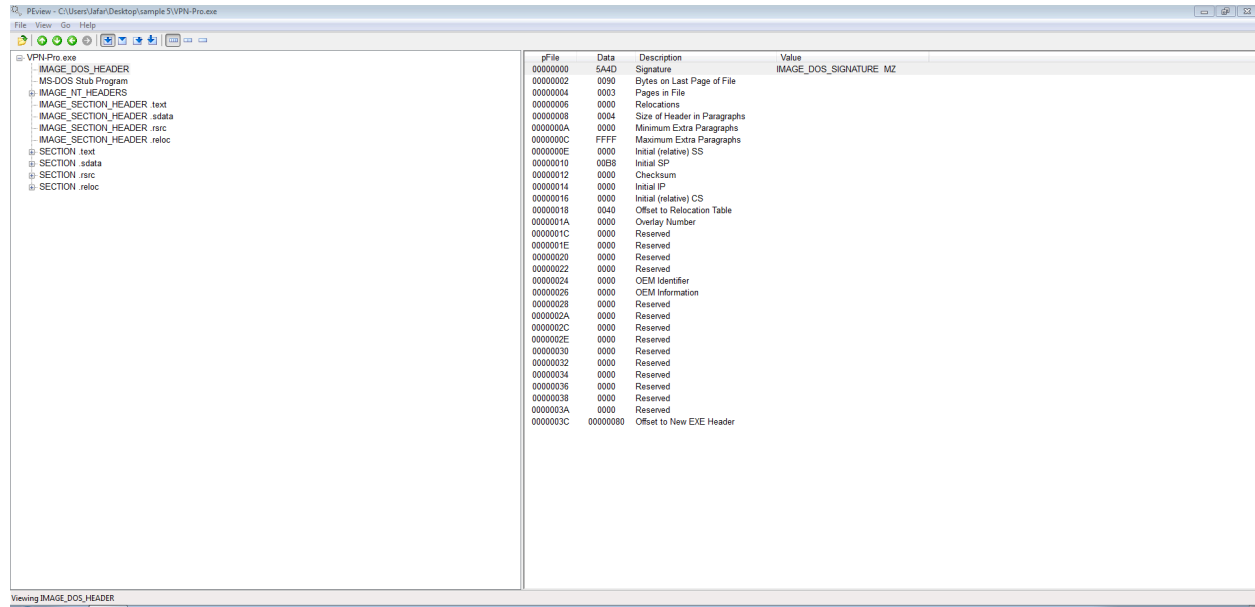 PEview - C:\Users\Jafar\Desktop\sample 5\VPN-Pro.exe
File View Go Help
VPN-Pro.exe
IMAGE_DOS_HEADER
MS-DOS Stub Program
IMAGE_NT_HEADERS
IMAGE_SECTION_HEADER .text
IMAGE_SECTION_HEADER .sdata
IMAGE_SECTION_HEADER .rsrc
IMAGE_SECTION_HEADER .reloc
SECTION .text
SECTION .sdata
SECTION .rsrc
SECTION .reloc
pFile Data Description Value
00000000 5A4D Signature IMAGE_DOS_SIGNATURE MZ
00000002 0090 Bytes on Last Page of File
00000004 0003 Pages in File
00000006 0000 Relocations
00000008 0004 Size of Header in Paragraphs
0000000A 0000 Minimum Extra Paragraphs
0000000C FFFF Maximum Extra Paragraphs
0000000E 0000 Initial (relative) SS
00000010 00B8 Initial SP
00000012 0000 Checksum
00000014 0000 Initial IP
00000016 0000 Initial (relative) CS
00000018 0040 Offset to Relocation Table
0000001A 0000 Overlay Number
0000001C 0000 Reserved
0000001E 0000 Reserved
00000020 0000 Reserved
00000022 0000 Reserved
00000024 0000 OEM Identifier
00000026 0000 OEM Information
00000028 0000 Reserved
0000002A 0000 Reserved
0000002C 0000 Reserved
0000002E 0000 Reserved
00000030 0000 Reserved
00000032 0000 Reserved
00000034 0000 Reserved
00000036 0000 Reserved
00000038 0000 Reserved
0000003A 0000 Reserved
0000003C 00000080 Offset to New EXE Header
Viewing IMAGE_DOS_HEADER